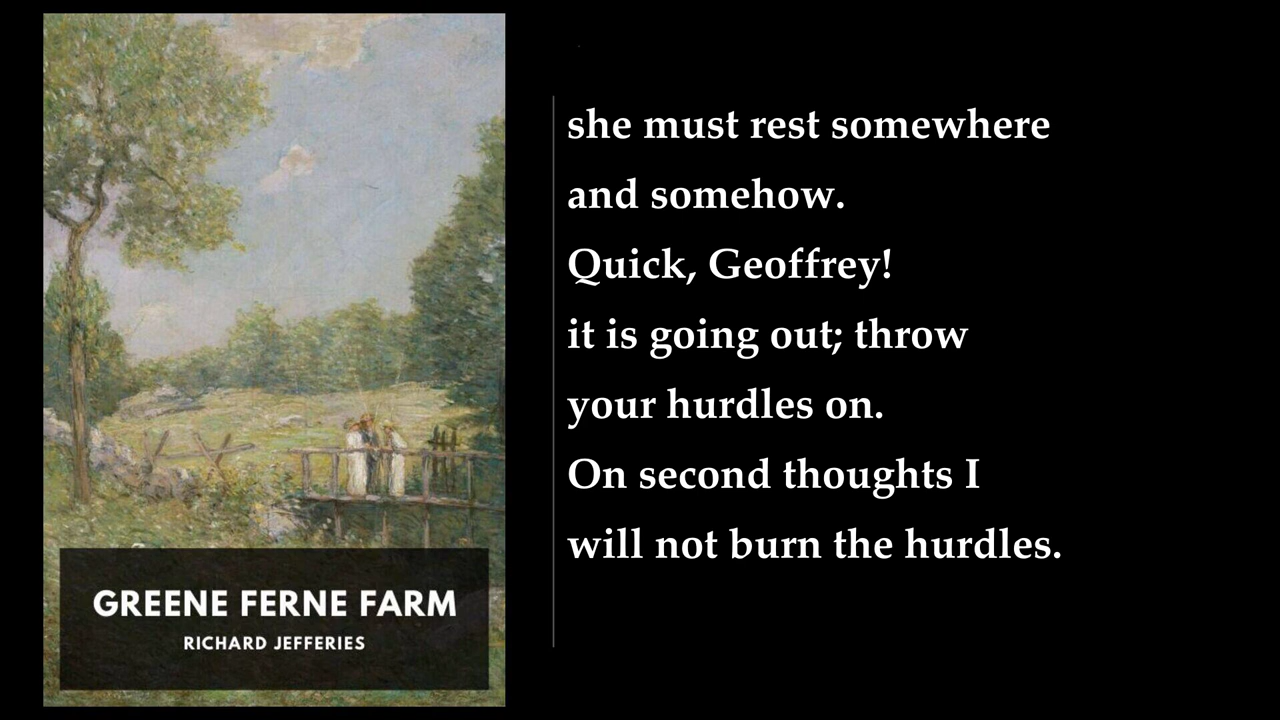 GREENE FERNE FARM
RICHARD JEFFERIES
she must rest somewhere
and somehow.
Quick, Geoffrey!
it is going out; throw
your hurdles on.
On second thoughts I
will not burn the hurdles.